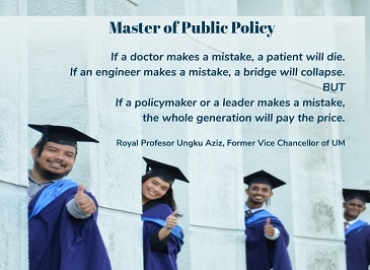 Master of Public Policy
If a doctor makes a mistake, a patient will die.
If an engineer makes a mistake, a bridge will collapse.
BUT
If a policymaker or a leader makes a mistake,
the whole generation will pay the price.
Royal Profesor Ungku Aziz, Former Vice Chancellor of UM